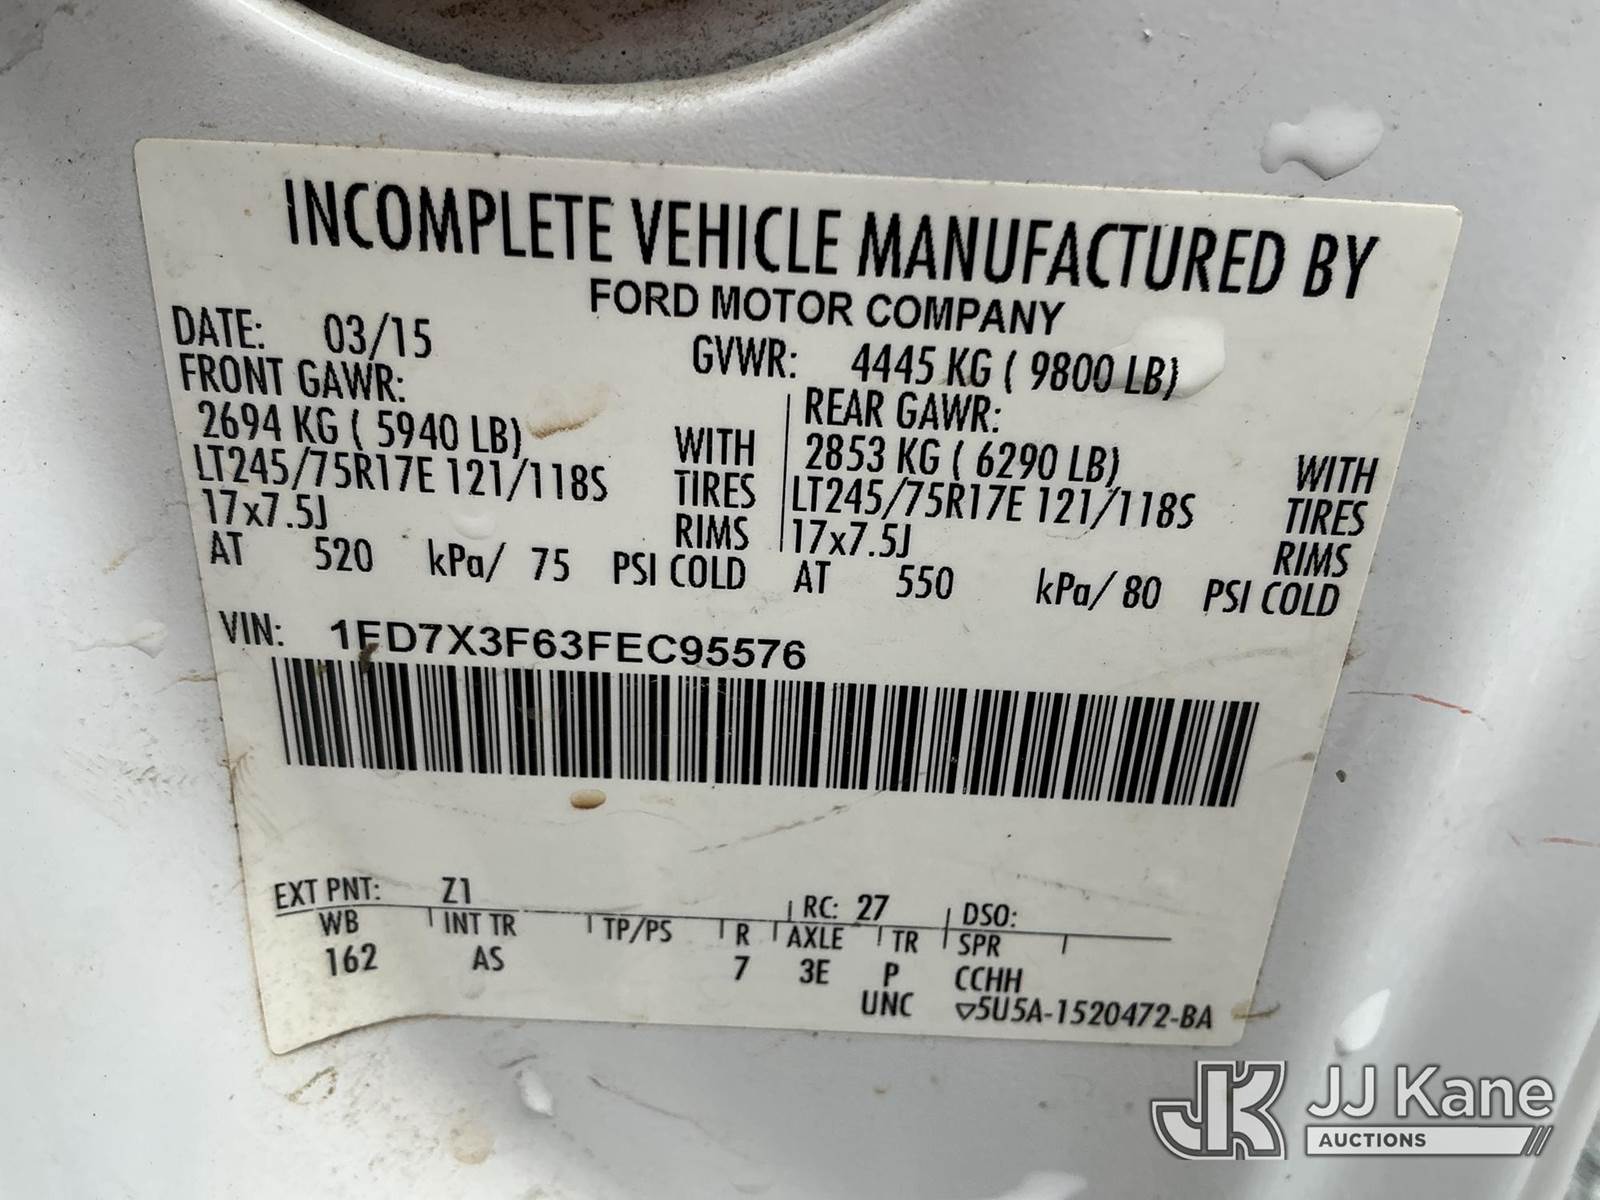 INCOMPLETE VEHICLE MANUFACTURED BY
FORD MOTOR COMPANY
DATE: 03/15 GVWR: 4445 KG ( 9800 LB)
FRONT GAWR: REAR GAWR:
2694 KG ( 5940 LB) WITH 2853 KG ( 6290 LB) WITH
LT245/75R17E 121/118S TIRES LT245/75R17E 121/118S TIRES
17x7.5J RIMS 17x7.5J RIMS
AT 520 kPa/ 75 PSI COLD AT 550 kPa/ 80 PSI COLD
VIN: 1FD7X3F63FEC95576
EXT PNT: Z1 RC: 27 DSO:
WB INT TR TP/PS R AXLE TR SPR
162 AS 7 3E P CCHH
UNC ▽5U5A-1520472-BA
JK JJ Kane
AUCTIONS